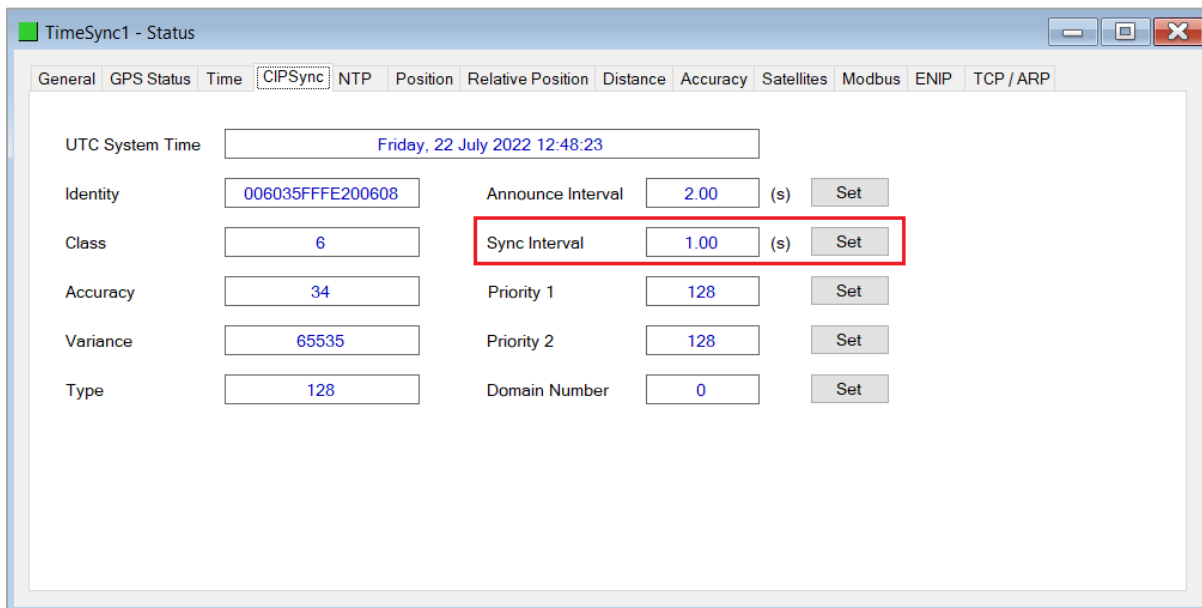 TimeSync1 - Status
General GPS Status Time CIPSync NTP Position Relative Position Distance Accuracy Satellites Modbus ENIP TCP / ARP
UTC System Time Friday, 22 July 2022 12:48:23
Identity 006035FFFE200608 Announce Interval 2.00 (s) Set
Class 6 Sync Interval 1.00 (s) Set
Accuracy 34 Priority 1 128 Set
Variance 65535 Priority 2 128 Set
Type 128 Domain Number 0 Set